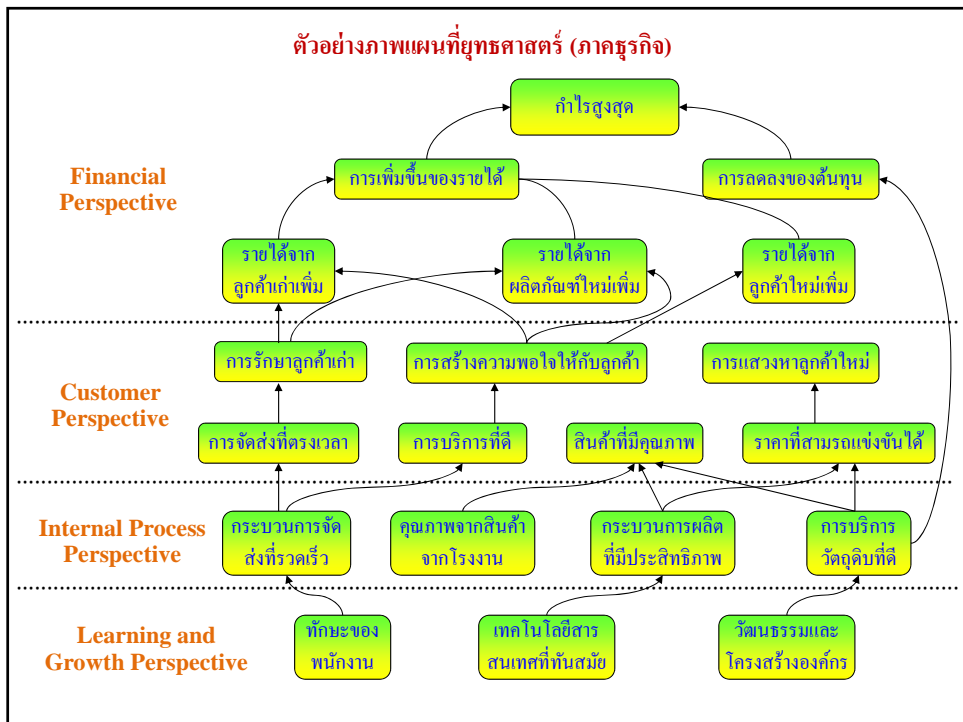 ตัวอย่างภาพแผนที่ยุทธศาสตร์ (ภาคธุรกิจ)
กำไรสูงสุด
Financial
Perspective
การเพิ่มขึ้นของรายได้
การลดลงของต้นทุน
รายได้จาก
ลูกค้าเก่าเพิ่ม
รายได้จาก
ผลิตภัณฑ์ใหม่เพิ่ม
รายได้จาก
ลูกค้าใหม่เพิ่ม
Customer
Perspective
การรักษาลูกค้าเก่า
การสร้างความพอใจให้กับลูกค้า
การแสวงหาลูกค้าใหม่
การจัดส่งที่ตรงเวลา
การบริการที่ดี
สินค้าที่มีคุณภาพ
ราคาที่สามรถแข่งขันได้
Internal Process
Perspective
กระบวนการจัด
ส่งที่รวดเร็ว
คุณภาพจากสินค้า
จากโรงงาน
กระบวนการผลิต
ที่มีประสิทธิภาพ
การบริการ
วัตถุดิบที่ดี
Learning and
Growth Perspective
ทักษะของ
พนักงาน
เทคโนโลยีสาร
สนเทศที่ทันสมัย
วัฒนธรรมและ
โครงสร้างองค์กร